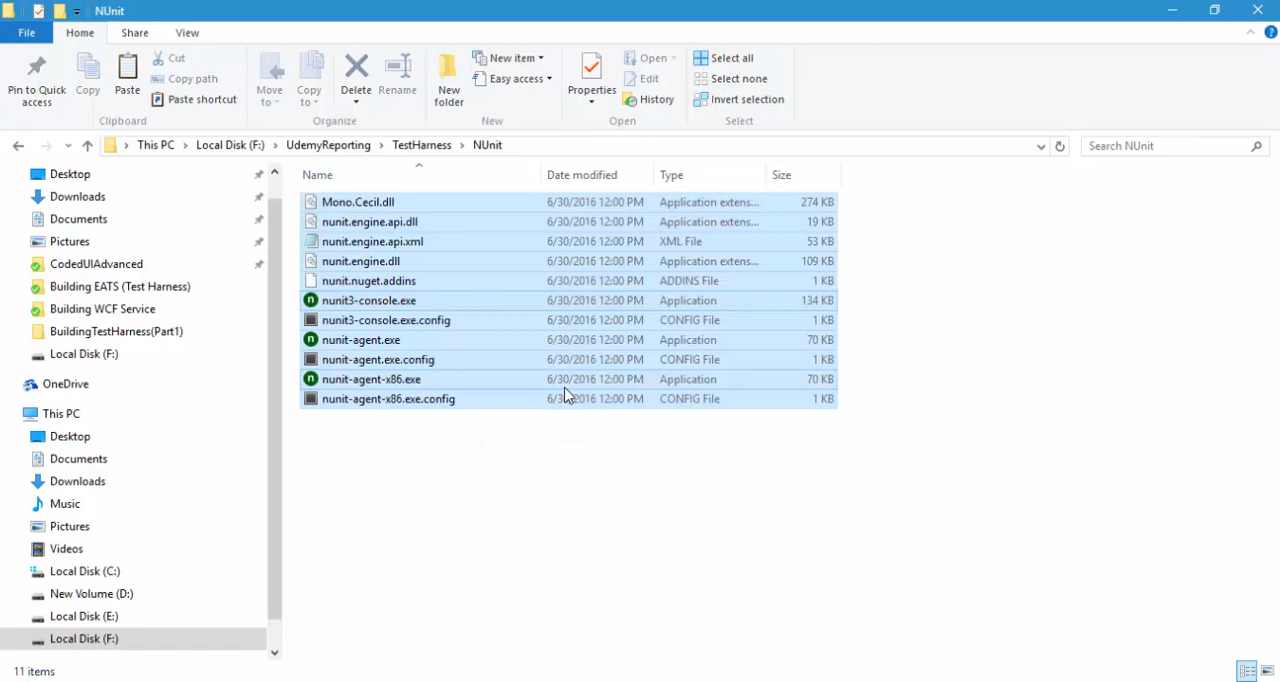 NUnit
File Home Share View
Pin to Quick access
Copy
Paste
Cut
Copy path
Paste shortcut
Clipboard
Move to
Copy to
Delete
Rename
Organize
New folder
New item
Easy access
New
Properties
Open
Edit
History
Open
Select all
Select none
Invert selection
Select
This PC Local Disk (F:) UdemyReporting TestHarness NUnit
Search NUnit
Desktop
Downloads
Documents
Pictures
CodedUIAdvanced
Building EATS (Test Harness)
Building WCF Service
BuildingTestHarness(Part1)
Local Disk (F:)
OneDrive
This PC
Desktop
Documents
Downloads
Music
Pictures
Videos
Local Disk (C:)
New Volume (D:)
Local Disk (E:)
Local Disk (F:)
Name Date modified Type Size
Mono.Cecil.dll 6/30/2016 12:00 PM Application extens... 274 KB
nunit.engine.api.dll 6/30/2016 12:00 PM Application extens... 19 KB
nunit.engine.api.xml 6/30/2016 12:00 PM XML File 53 KB
nunit.engine.dll 6/30/2016 12:00 PM Application extens... 109 KB
nunit.nuget.addins 6/30/2016 12:00 PM ADDINS File 1 KB
nunit3-console.exe 6/30/2016 12:00 PM Application 134 KB
nunit3-console.exe.config 6/30/2016 12:00 PM CONFIG File 1 KB
nunit-agent.exe 6/30/2016 12:00 PM Application 70 KB
nunit-agent.exe.config 6/30/2016 12:00 PM CONFIG File 1 KB
nunit-agent-x86.exe 6/30/2016 12:00 PM Application 70 KB
nunit-agent-x86.exe.config 6/30/2016 12:00 PM CONFIG File 1 KB
11 items